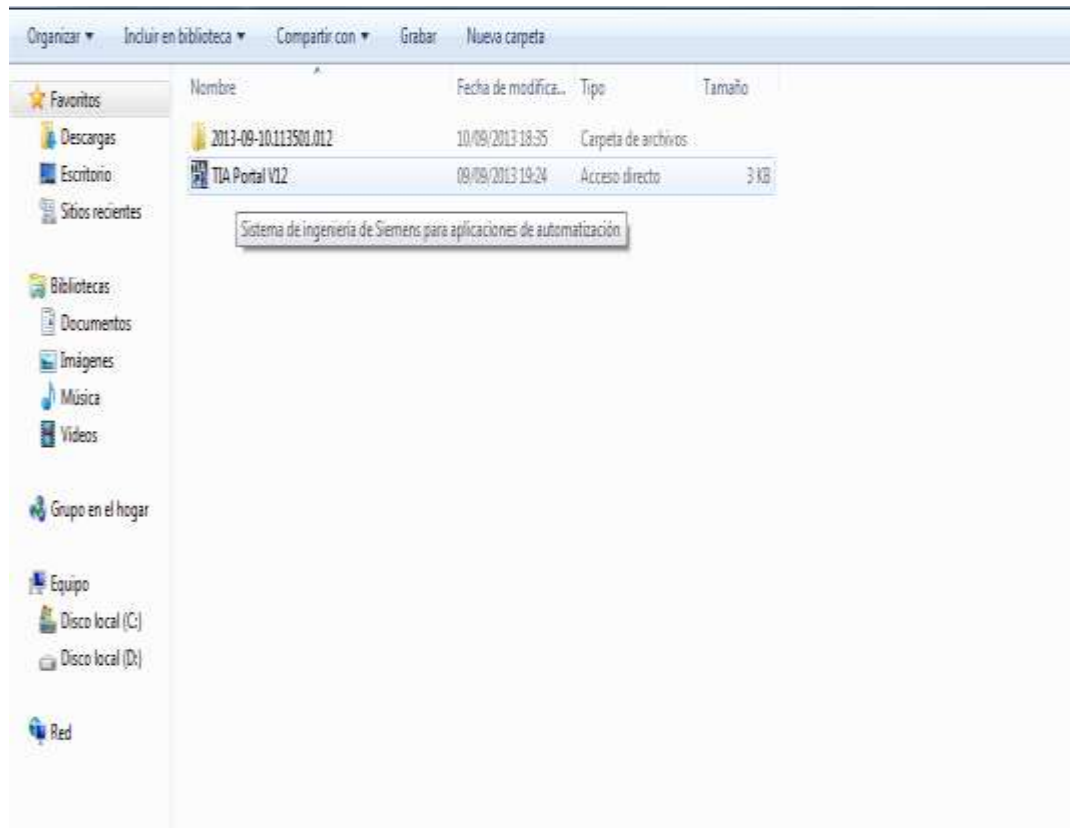 Organizar Incluir en biblioteca Compartir con Grabar Nueva carpeta
Favoritos
Descargas
Escritorio
Sitios recientes
Bibliotecas
Documentos
Imágenes
Música
Vídeos
Grupo en el hogar
Equipo
Disco local (C:)
Disco local (D:)
Red
Nombre Fecha de modifica... Tipo Tamaño
2013-09-10.113501.012 10/09/2013 18:35 Carpeta de archivos
TIA Portal V12 09/09/2013 19:24 Acceso directo 3 KB
Sistema de ingeniería de Siemens para aplicaciones de automatización